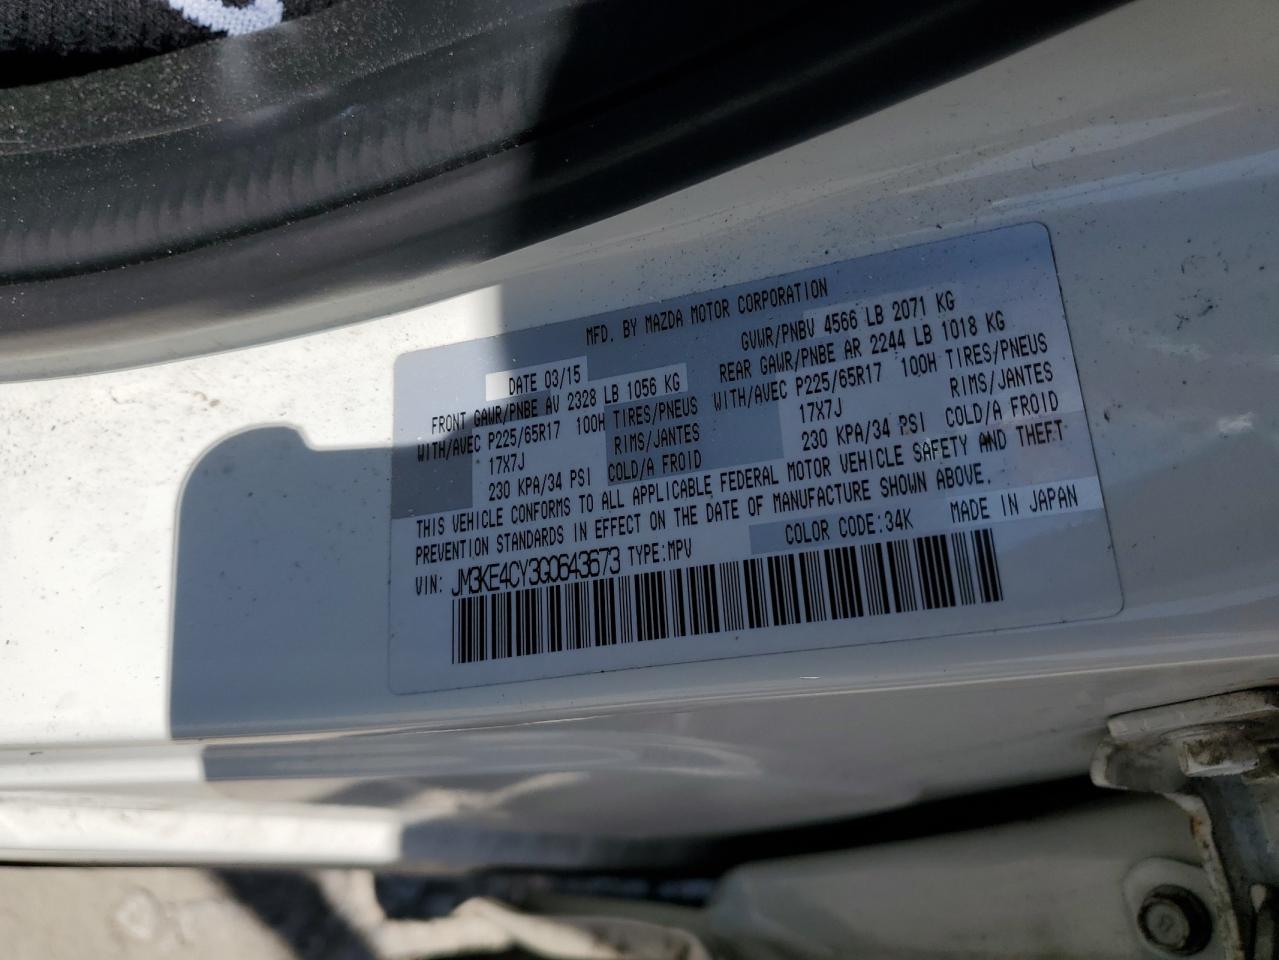 MFD. BY MAZDA MOTOR CORPORATION
DATE 03/15 GVWR/PNBV 4566 LB 2071 KG
FRONT GAWR/PNBE AV 2328 LB 1056 KG REAR GAWR/PNBE AR 2244 LB 1018 KG
WITH/AVEC P225/65R17 100H TIRES/PNEUS WITH/AVEC P225/65R17 100H TIRES/PNEUS
17X7J RIMS/JANTES 17X7J RIMS/JANTES
230 KPA/34 PSI COLD/A FROID 230 KPA/34 PSI COLD/A FROID
THIS VEHICLE CONFORMS TO ALL APPLICABLE FEDERAL MOTOR VEHICLE SAFETY AND THEFT
PREVENTION STANDARDS IN EFFECT ON THE DATE OF MANUFACTURE SHOWN ABOVE.
COLOR CODE:34K MADE IN JAPAN
VIN: JM3KE4CY3G0643673 TYPE:MPV